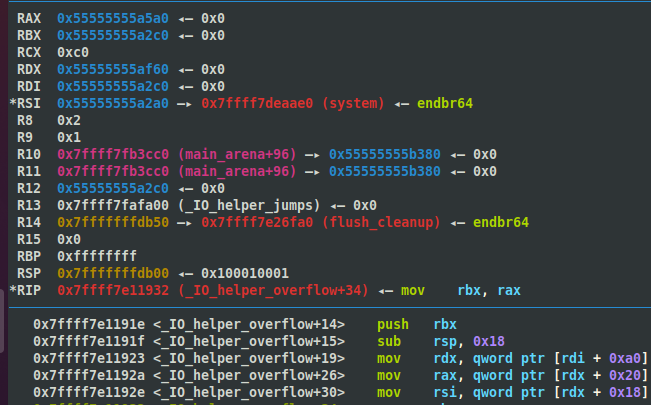 RAX 0x55555555a5a0 ◂— 0x0
RBX 0x55555555a2c0 ◂— 0x0
RCX 0xc0
RDX 0x55555555af60 ◂— 0x0
RDI 0x55555555a2c0 ◂— 0x0
*RSI 0x55555555a2a0 —▸ 0x7ffff7deaae0 (system) ◂— endbr64
R8 0x2
R9 0x1
R10 0x7ffff7fb3cc0 (main_arena+96) —▸ 0x55555555b380 ◂— 0x0
R11 0x7ffff7fb3cc0 (main_arena+96) —▸ 0x55555555b380 ◂— 0x0
R12 0x55555555a2c0 ◂— 0x0
R13 0x7ffff7fafa00 (_IO_helper_jumps) ◂— 0x0
R14 0x7fffffffdb50 —▸ 0x7ffff7e26fa0 (flush_cleanup) ◂— endbr64
R15 0x0
RBP 0xffffffff
RSP 0x7fffffffdb00 ◂— 0x100010001
*RIP 0x7ffff7e11932 (_IO_helper_overflow+34) ◂— mov rbx, rax
0x7ffff7e1191e <_IO_helper_overflow+14> push rbx
0x7ffff7e1191f <_IO_helper_overflow+15> sub rsp, 0x18
0x7ffff7e11923 <_IO_helper_overflow+19> mov rdx, qword ptr [rdi + 0xa0]
0x7ffff7e1192a <_IO_helper_overflow+26> mov rax, qword ptr [rdx + 0x20]
0x7ffff7e1192e <_IO_helper_overflow+30> mov rsi, qword ptr [rdx + 0x18]